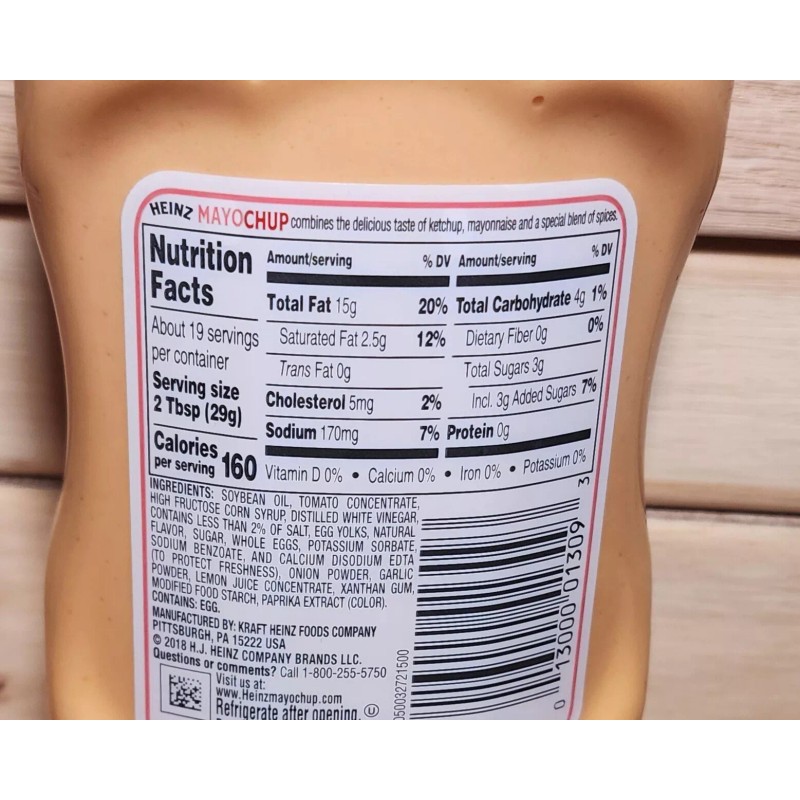 HEINZ MAYOCHUP combines the delicious taste of ketchup, mayonnaise and a special blend of spices.
Nutrition
Facts
About 19 servings
per container
Serving size
2 Tbsp (29g)
Calories
per serving 160
Amount/serving % DV
Total Fat 15g 20%
Saturated Fat 2.5g 12%
Trans Fat 0g
Cholesterol 5mg 2%
Sodium 170mg 7%
Amount/serving % DV
Total Carbohydrate 4g 1%
Dietary Fiber 0g 0%
Total Sugars 3g
Incl. 3g Added Sugars 7%
Protein 0g
Vitamin D 0% • Calcium 0% • Iron 0% • Potassium 0%
INGREDIENTS: SOYBEAN OIL, TOMATO CONCENTRATE,
HIGH FRUCTOSE CORN SYRUP, DISTILLED WHITE VINEGAR,
CONTAINS LESS THAN 2% OF SALT, EGG YOLKS, NATURAL
FLAVOR, SUGAR, WHOLE EGGS, POTASSIUM SORBATE,
SODIUM BENZOATE, AND CALCIUM DISODIUM EDTA
(TO PROTECT FRESHNESS), ONION POWDER, GARLIC
POWDER, LEMON JUICE CONCENTRATE, XANTHAN GUM,
MODIFIED FOOD STARCH, PAPRIKA EXTRACT (COLOR).
CONTAINS: EGG.
MANUFACTURED BY: KRAFT HEINZ FOODS COMPANY
PITTSBURGH, PA 15222 USA
© 2018 H.J. HEINZ COMPANY BRANDS LLC.
Questions or comments? Call 1-800-255-5750
Visit us at:
www.Heinzmayochup.com
Refrigerate after opening. Ⓤ
0 13000 01309 3